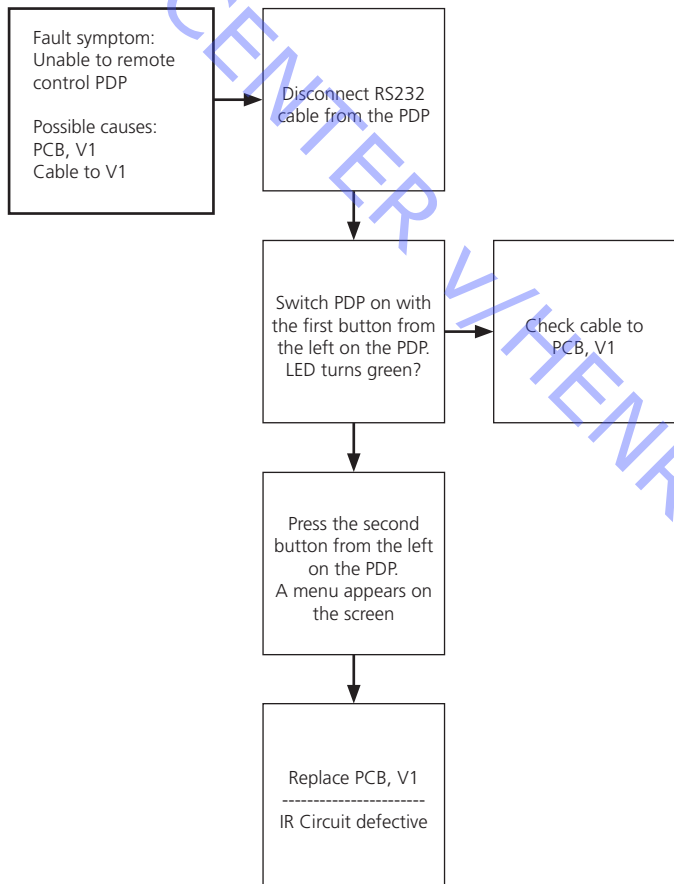 Fault symptom:
Unable to remote
control PDP
Possible causes:
PCB, V1
Cable to V1
Disconnect RS232
cable from the PDP
Switch PDP on with
the first button from
the left on the PDP.
LED turns green?
Check cable to
PCB, V1
Press the second
button from the left
on the PDP.
A menu appears on
the screen
Replace PCB, V1
-----------------------
IR Circuit defective
CENTER v/HENR